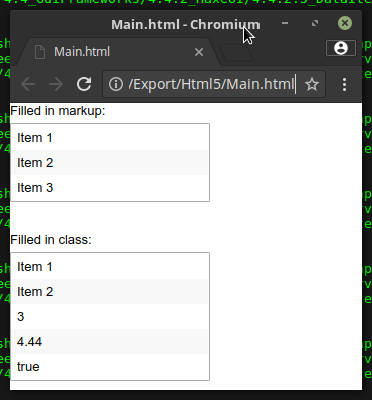 Main.html - Chromium
Main.html
/Export/Html5/Main.html
Filled in markup:
Item 1
Item 2
Item 3
Filled in class:
Item 1
Item 2
3
4.44
true